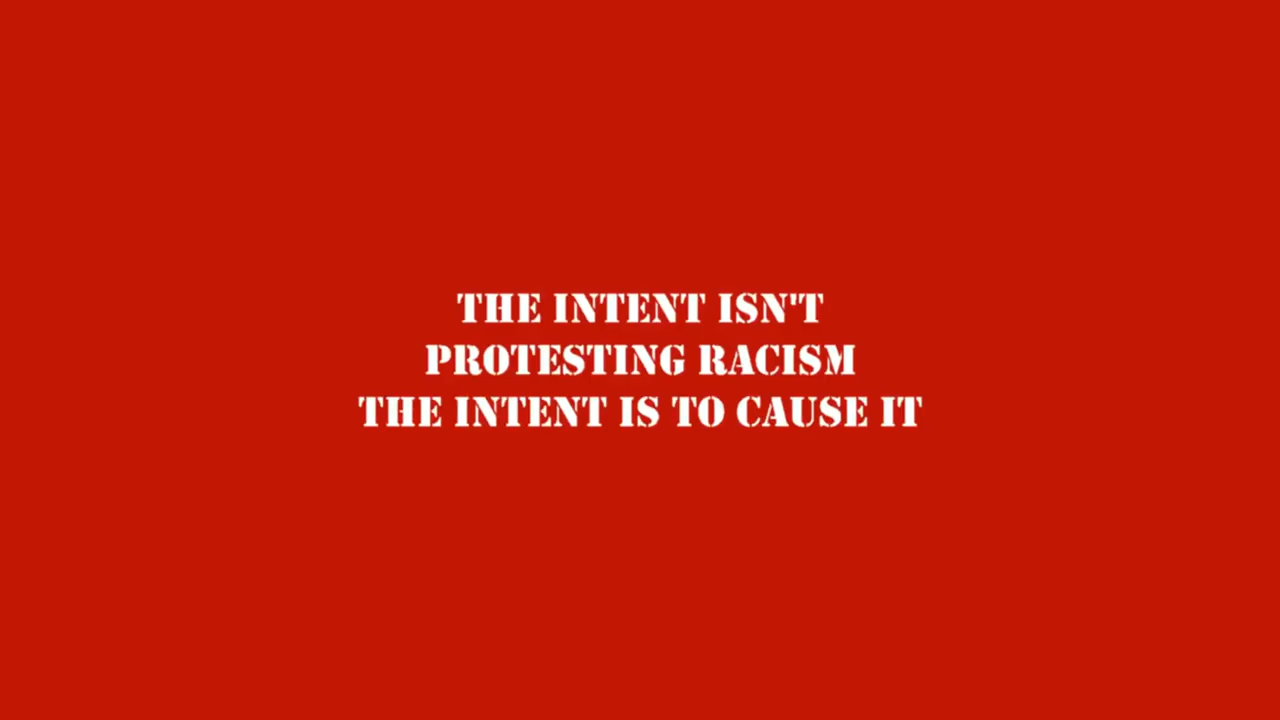 THE INTENT ISN'T
PROTESTING RACISM
THE INTENT IS TO CAUSE IT